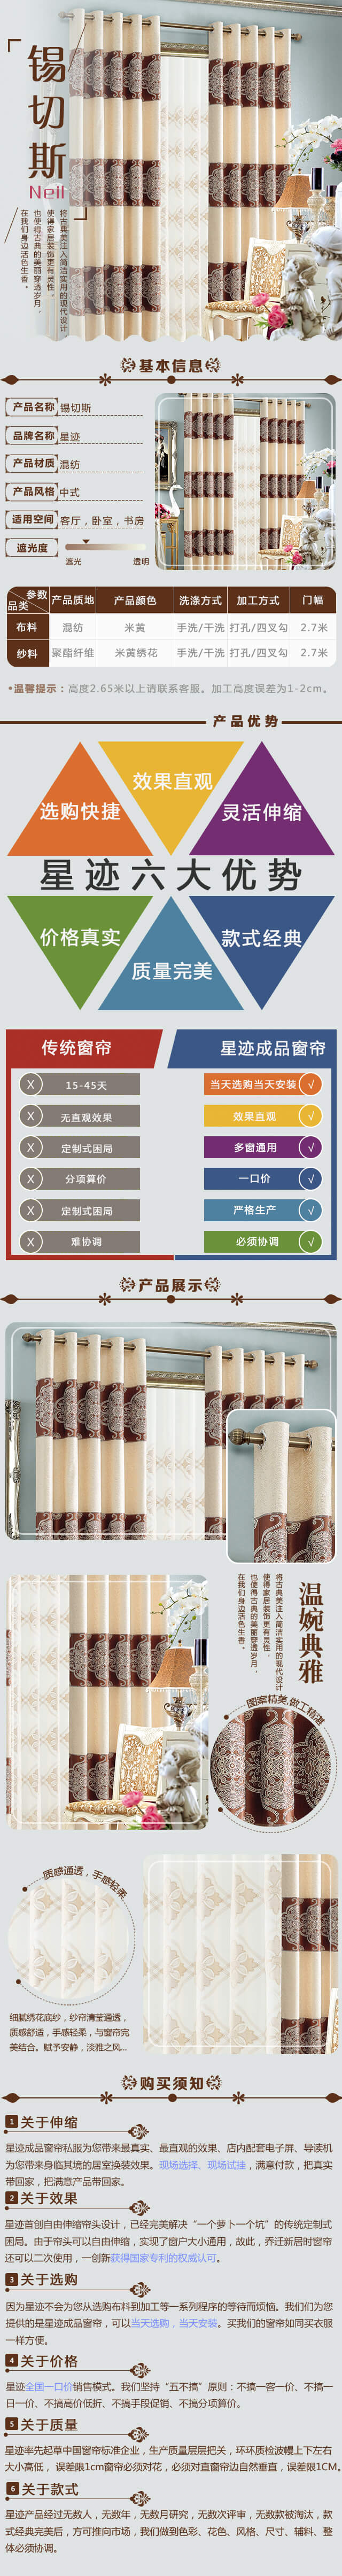 锡切斯
Neil
将古典美注入简洁实用的现代设计
使得家居装饰更有灵性，
也使得古典的美丽穿透岁月，
在我们身边活色生香。
基本信息
产品名称 锡切斯
品牌名称 星迹
产品材质 混纺
产品风格 中式
适用空间 客厅，卧室，书房
遮光度
遮光 透明
参数 品类 产品质地 产品颜色 洗涤方式 加工方式 门幅
布料 混纺 米黄 手洗/干洗 打孔/四叉勾 2.7米
纱料 聚酯纤维 米黄绣花 手洗/干洗 打孔/四叉勾 2.7米
*温馨提示：高度2.65米以上请联系客服。加工高度误差为1-2cm。
产品优势
选购快捷 效果直观 灵活伸缩
星迹六大优势
价格真实 质量完美 款式经典
传统窗帘 星迹成品窗帘
X 15-45天 当天选购当天安装 √
X 无直观效果 效果直观 √
X 定制式困局 多窗通用 √
X 分项算价 一口价 √
X 定制式困局 严格生产 √
X 难协调 必须协调 √
产品展示
温婉典雅
将古典美注入简洁实用的现代设计
使得家居装饰更有灵性，
也使得古典的美丽穿透岁月，
在我们身边活色生香。
图案精美，做工精湛
质感通透，手感轻柔
细腻绣花底纱，纱帘清莹通透，
质感舒适，手感轻柔，与窗帘完
美结合。赋予安静，淡雅之风...
购买须知
1 关于伸缩
星迹成品窗帘私服为您带来最真实、最直观的效果、店内配套电子屏、导读机
为您带来身临其境的居室换装效果。现场选择、现场试挂，满意付款，把真实
带回家，把满意产品带回家。
2 关于效果
星迹首创自由伸缩帘头设计，已经完美解决“一个萝卜一个坑”的传统定制式
困局。由于帘头可以自由伸缩，实现了窗户大小通用，故此，乔迁新居时窗帘
还可以二次使用，一创新获得国家专利的权威认可。
3 关于选购
因为星迹不会为您从选购布料到加工等一系列程序的等待而烦恼。我们们为您
提供的是星迹成品窗帘，可以当天选购，当天安装。买我们的窗帘如同买衣服
一样方便。
4 关于价格
星迹全国一口价销售模式。我们坚持“五不搞”原则：不搞一客一价、不搞一
日一价、不搞高价低折、不搞手段促销、不搞分项算价。
5 关于质量
星迹率先起草中国窗帘标准企业，生产质量层层把关，环环质检波幔上下左右
大小高低，误差限1cm窗帘必须对花，必须对直窗帘边自然垂直，误差限1CM。
6 关于款式
星迹产品经过无数人，无数年，无数月研究，无数次评审，无数款被淘汰，款
式经典完美后，方可推向市场，我们做到色彩、花色、风格、尺寸、辅料、整
体必须协调。